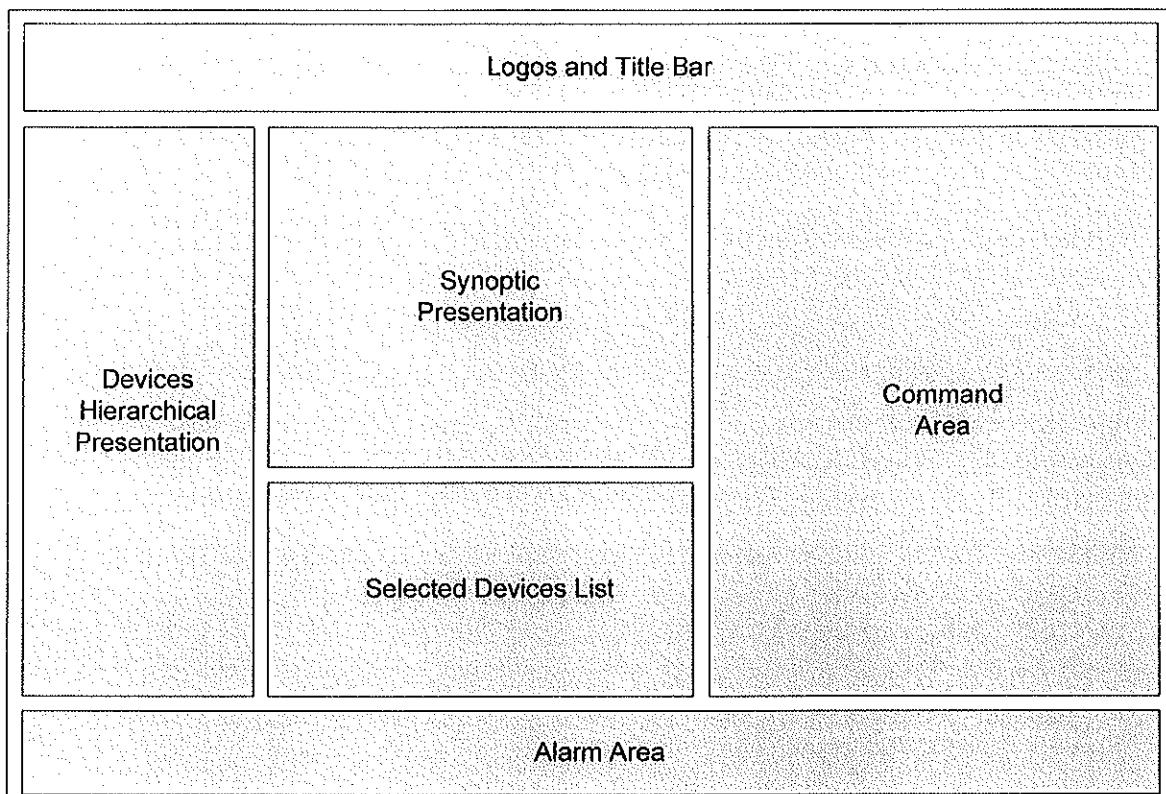 Logos and Title Bar
Devices
Hierarchical
Presentation
Synoptic
Presentation
Selected Devices List
Command
Area
Alarm Area